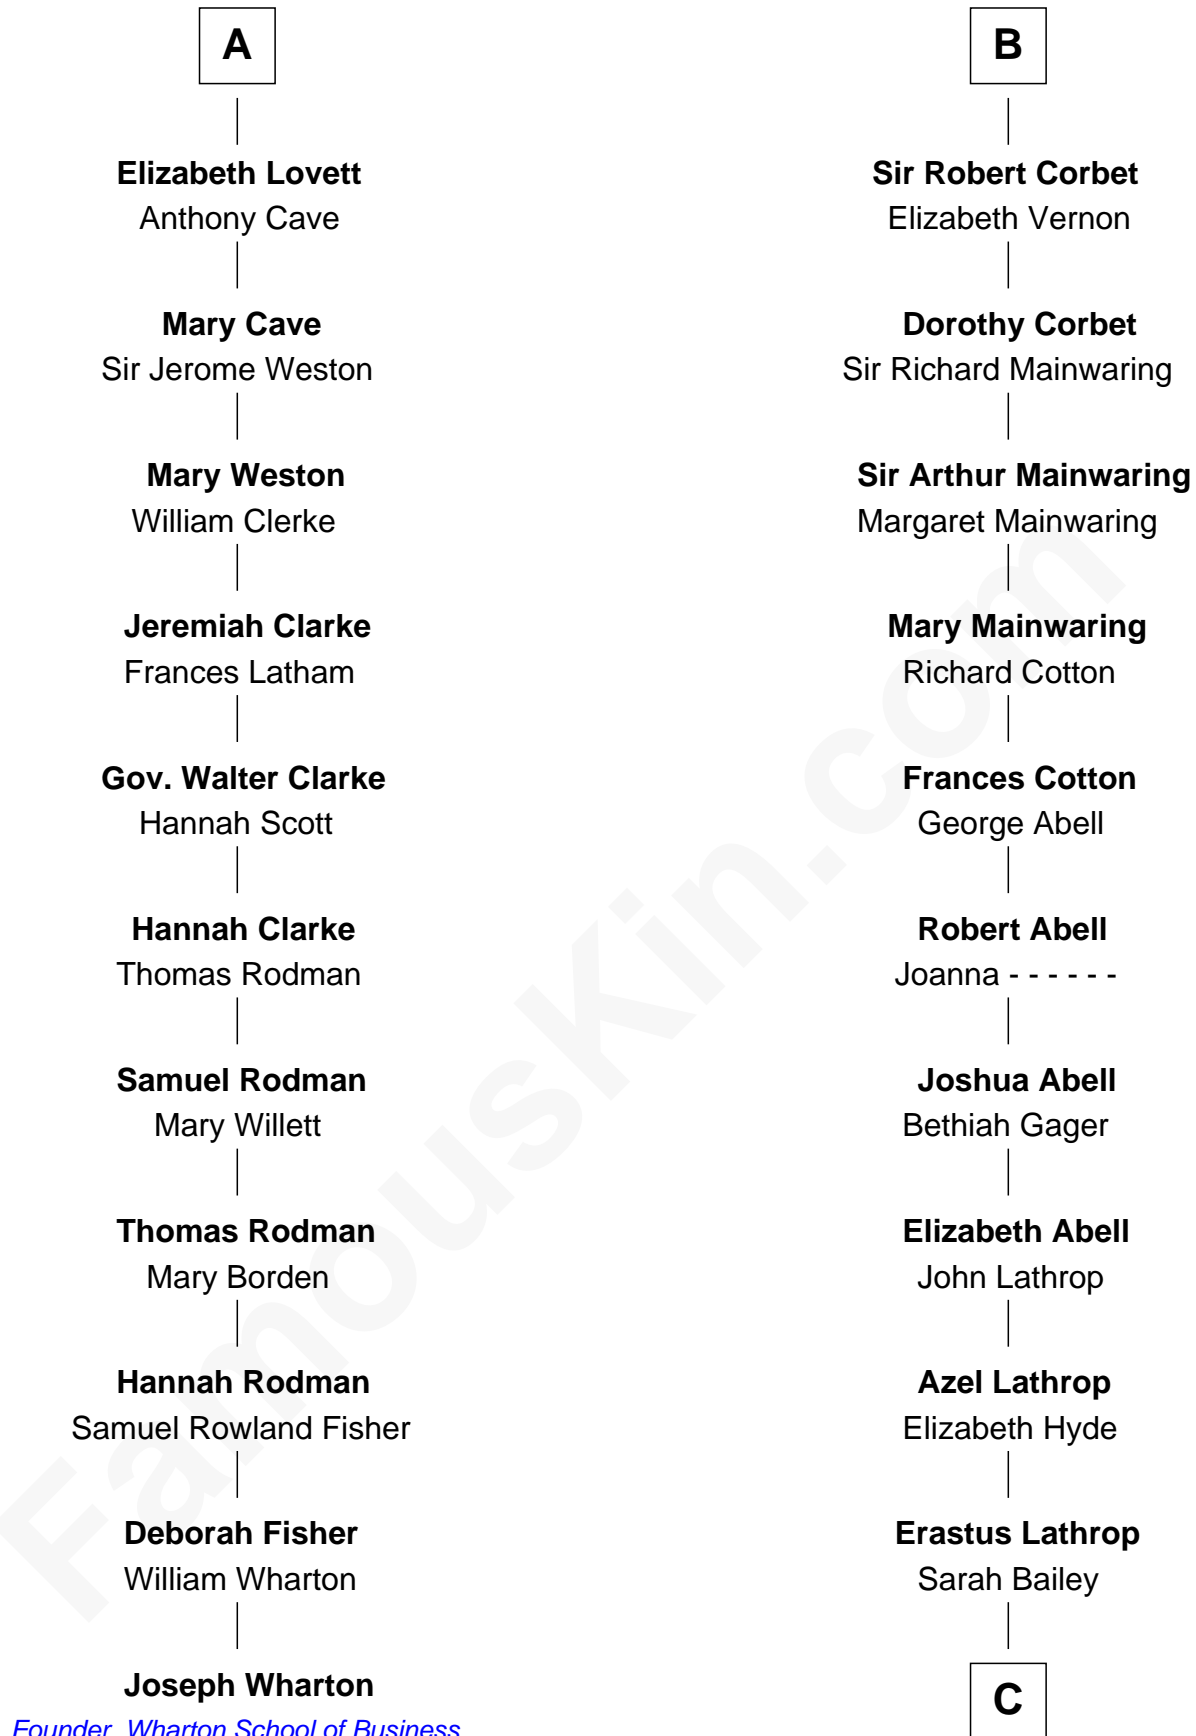 A
Elizabeth Lovett
Anthony Cave
Mary Cave
Sir Jerome Weston
Mary Weston
William Clerke
Jeremiah Clarke
Frances Latham
Gov. Walter Clarke
Hannah Scott
Hannah Clarke
Thomas Rodman
Samuel Rodman
Mary Willett
Thomas Rodman
Mary Borden
Hannah Rodman
Samuel Rowland Fisher
Deborah Fisher
William Wharton
Joseph Wharton
Founder, Wharton School of Business
B
Sir Robert Corbet
Elizabeth Vernon
Dorothy Corbet
Sir Richard Mainwaring
Sir Arthur Mainwaring
Margaret Mainwaring
Mary Mainwaring
Richard Cotton
Frances Cotton
George Abell
Robert Abell
Joanna - - - - - -
Joshua Abell
Bethiah Gager
Elizabeth Abell
John Lathrop
Azel Lathrop
Elizabeth Hyde
Erastus Lathrop
Sarah Bailey
C
FamousKin.com